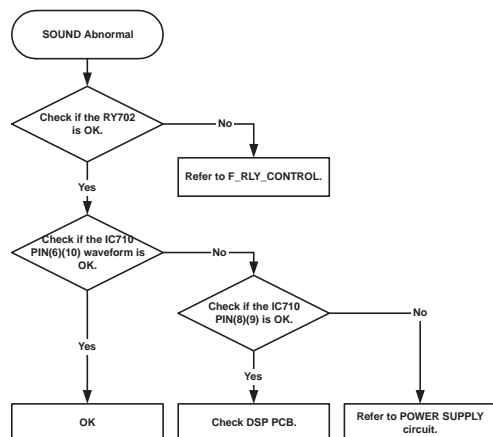 SOUND Abnormal
Check if the RY702
is OK.
No
Refer to F_RLY_CONTROL.
Yes
Check if the IC710
PIN(6)(10) waveform is
OK.
No
Check if the IC710
PIN(8)(9) is OK.
No
Yes
Yes
OK
Check DSP PCB.
Refer to POWER SUPPLY
circuit.